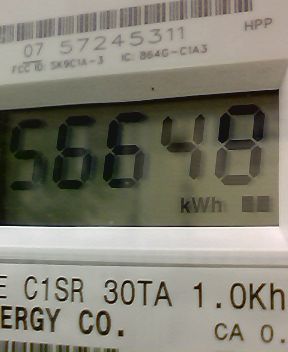 07 57245311
HPP
FCC ID: SK9C1A-3 IC: 864G-C1A3
56648
kWh
E C1SR 30TA 1.0Kh
ERGY CO.
CA 0.